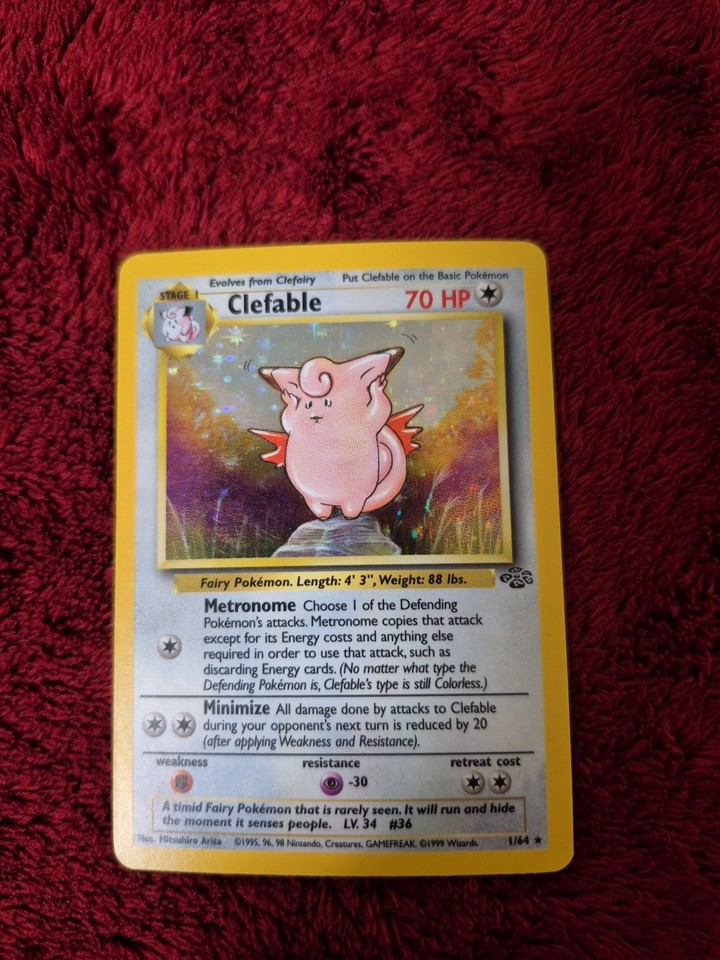 Evolves from Clefairy Put Clefable on the Basic Pokémon
STAGE 1
Clefable 70 HP
Fairy Pokémon. Length: 4' 3", Weight: 88 lbs.
Metronome Choose 1 of the Defending
Pokémon's attacks. Metronome copies that attack
except for its Energy costs and anything else
required in order to use that attack, such as
discarding Energy cards. (No matter what type the
Defending Pokémon is, Clefable's type is still Colorless.)
Minimize All damage done by attacks to Clefable
during your opponent's next turn is reduced by 20
(after applying Weakness and Resistance).
weakness resistance retreat cost
-30
A timid Fairy Pokémon that is rarely seen. It will run and hide
the moment it senses people. LV. 34 #36
Illus. Mitsuhiro Arita ©1995, 96, 98 Nintendo, Creatures, GAMEFREAK. ©1999 Wizards. 1/64 ★